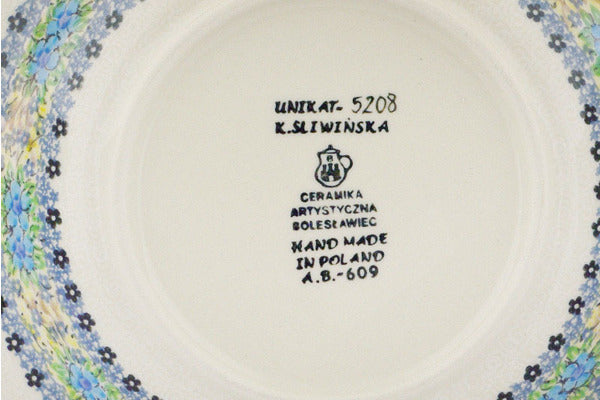 UNIKAT- 5208
K.SLIWIŃSKA
B
CERAMIKA
ARTYSTYCZNA
BOLESŁAWIEC
HAND MADE
IN POLAND
A.B.-609